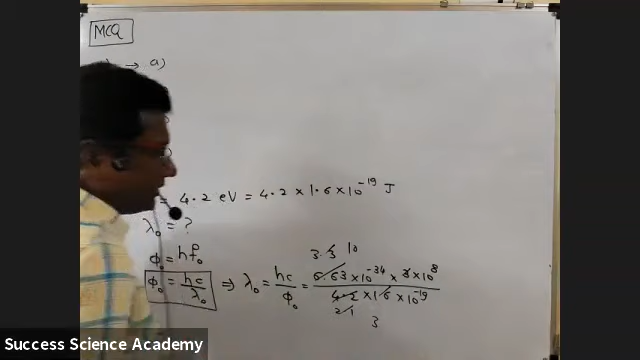 MCQ
→ a)
= 4.2 eV = 4.2 × 1.6 × 10⁻¹⁹ J
λ₀ = ?
ϕ₀ = hf₀
ϕ₀ = hc/λ₀ ⇒ λ₀ = hc/ϕ₀ = 6.63 × 10⁻³⁴ × 3 × 10⁸ / 4.2 × 1.6 × 10⁻¹⁹
3.3 10
2.1
3
Success Science Academy